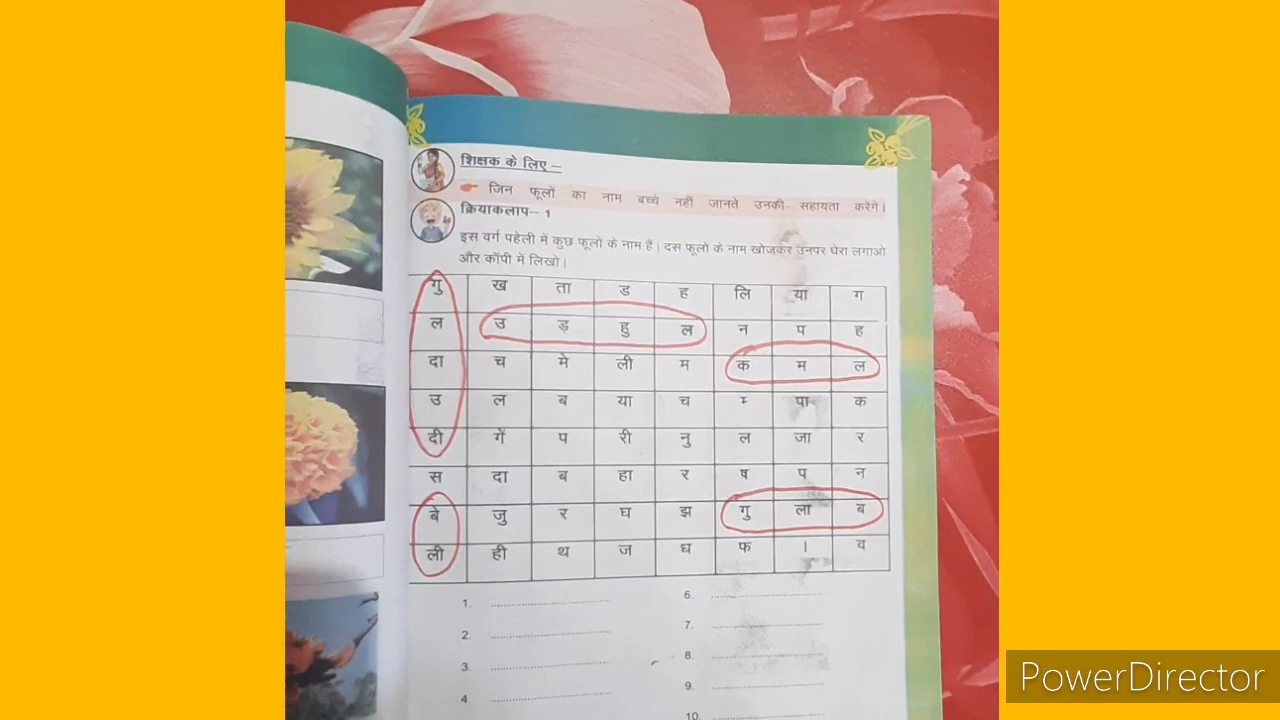 शिक्षक के लिए –
जिन फूलों का नाम बच्चे नहीं जानते उनकी सहायता करेंगे।
क्रियाकलाप– 1
इस वर्ग पहेली में कुछ फूलों के नाम हैं। दस फूलों के नाम खोजकर उनपर घेरा लगाओ
और कॉपी में लिखो।
गु ख ता ड ह लि या ग
ल उ ड़ हु ल न प ह
दा च मे ली म क म ल
उ ल ब या च म्‍ पा क
दी गें प री नु ल जा र
स दा ब हा र ष प न
बे जु र घ झ गु ला ब
ली ही थ ज ध फ । व
1. 6.
2. 7.
3. 8.
4. 9.
10.
PowerDirector